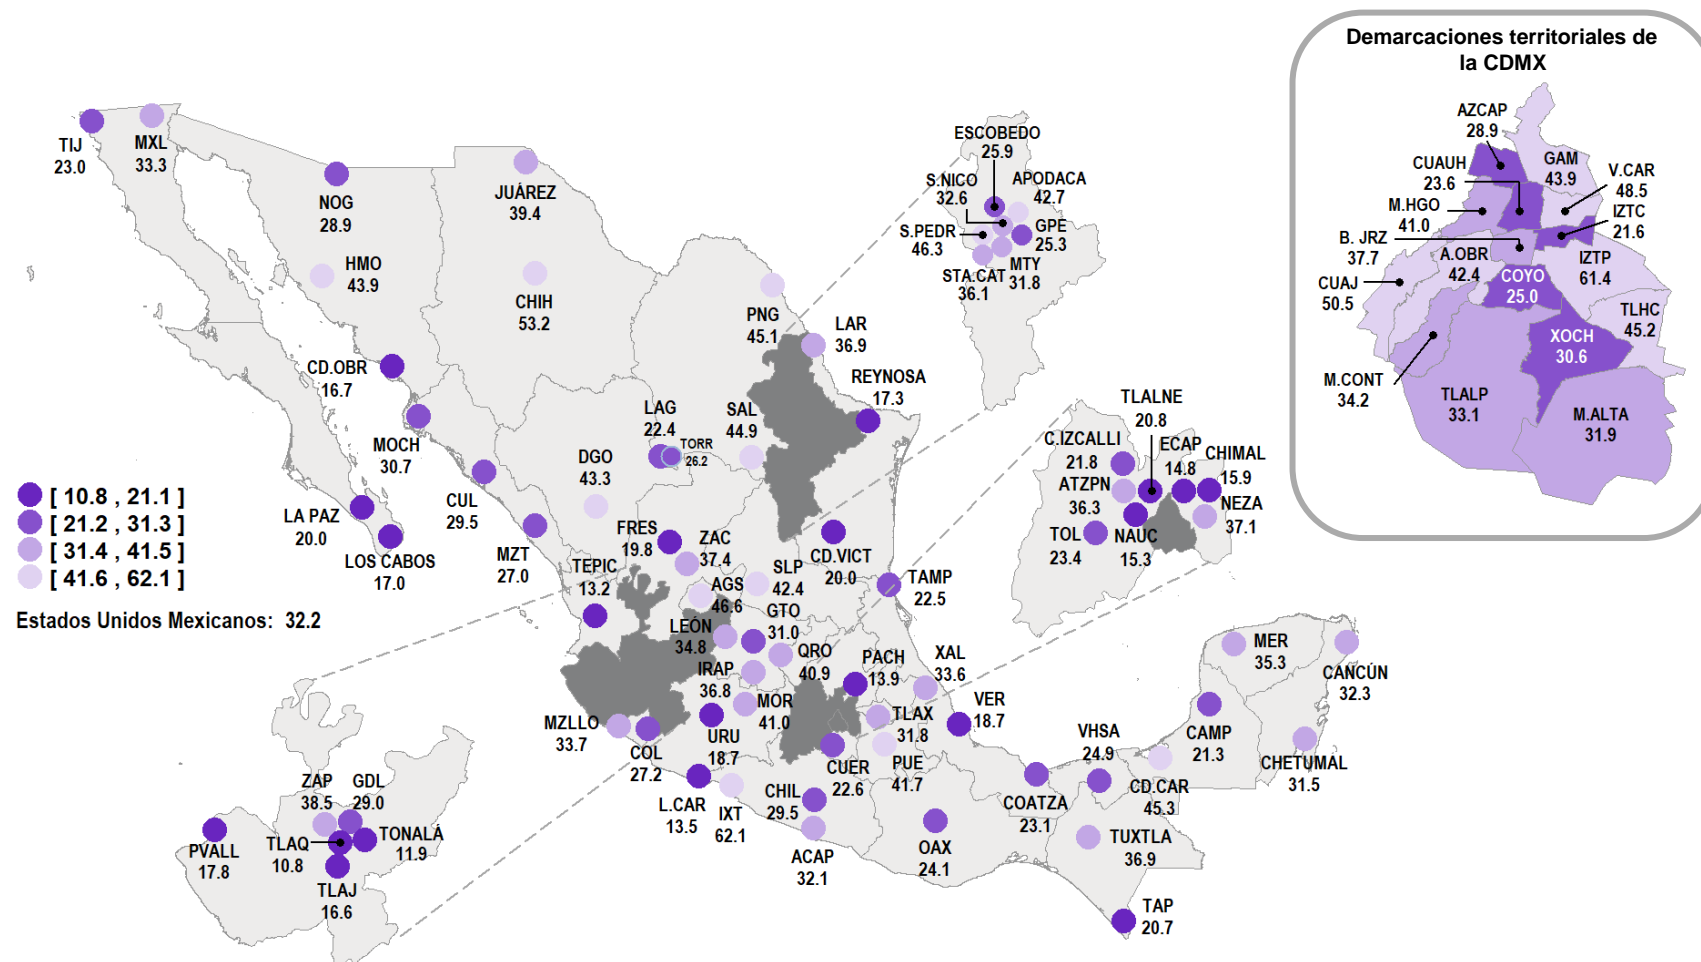 Demarcaciones territoriales de
la CDMX
AZCAP
28.9
CUAUH
23.6
GAM
43.9
V.CAR
48.5
M.HGO
41.0
IZTC
21.6
B. JRZ
37.7
A.OBR
42.4
IZTP
61.4
CUAJ
50.5
COYO
25.0
TLHC
45.2
XOCH
30.6
M.CONT
34.2
TLALP
33.1
M.ALTA
31.9
TIJ
23.0
MXL
33.3
NOG
28.9
JUÁREZ
39.4
HMO
43.9
CHIH
53.2
ESCOBEDO
25.9
S.NICO
32.6
APODACA
42.7
S.PEDR
46.3
GPE
25.3
STA.CAT
36.1
MTY
31.8
PNG
45.1
LAR
36.9
CD.OBR
16.7
REYNOSA
17.3
MOCH
30.7
LAG
22.4
TORR
26.2
SAL
44.9
DGO
43.3
CUL
29.5
TLALNE
20.8
C.IZCALLI
21.8
ECAP
14.8
CHIMAL
15.9
ATZPN
36.3
NEZA
37.1
TOL
23.4
NAUC
15.3
[ 10.8 , 21.1 ]
[ 21.2 , 31.3 ]
[ 31.4 , 41.5 ]
[ 41.6 , 62.1 ]
Estados Unidos Mexicanos: 32.2
LA PAZ
20.0
LOS CABOS
17.0
MZT
27.0
FRES
19.8
ZAC
37.4
CD.VICT
20.0
TEPIC
13.2
AGS
46.6
SLP
42.4
TAMP
22.5
LEÓN
34.8
GTO
31.0
IRAP
36.8
QRO
40.9
PACH
13.9
XAL
33.6
MER
35.3
CANCÚN
32.3
MZLLO
33.7
COL
27.2
URU
18.7
MOR
41.0
TLAX
31.8
VER
18.7
CUER
22.6
PUE
41.7
VHSA
24.9
CAMP
21.3
CHETUMAL
31.5
CD.CAR
45.3
L.CAR
13.5
IXT
62.1
CHIL
29.5
ACAP
32.1
OAX
24.1
COATZA
23.1
TUXTLA
36.9
TAP
20.7
ZAP
38.5
GDL
29.0
PVALL
17.8
TLAQ
10.8
TONALÁ
11.9
TLAJ
16.6